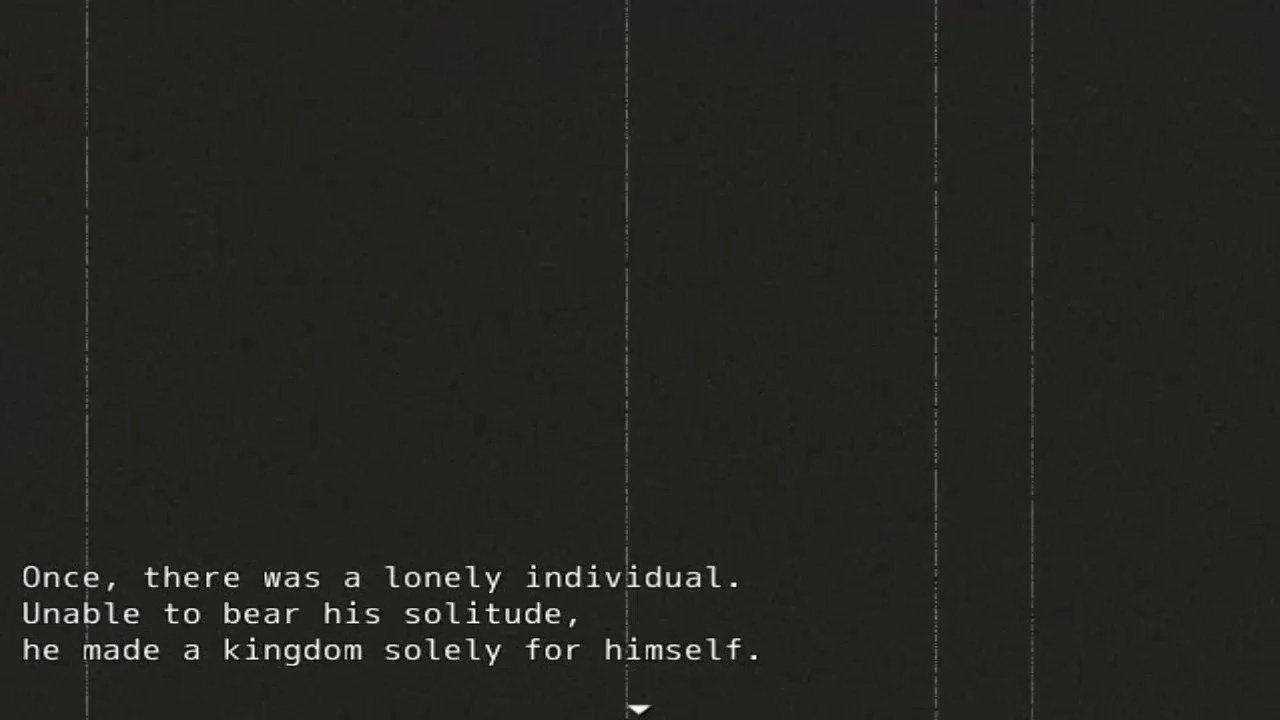 Once, there was a lonely individual.
Unable to bear his solitude,
he made a kingdom solely for himself.